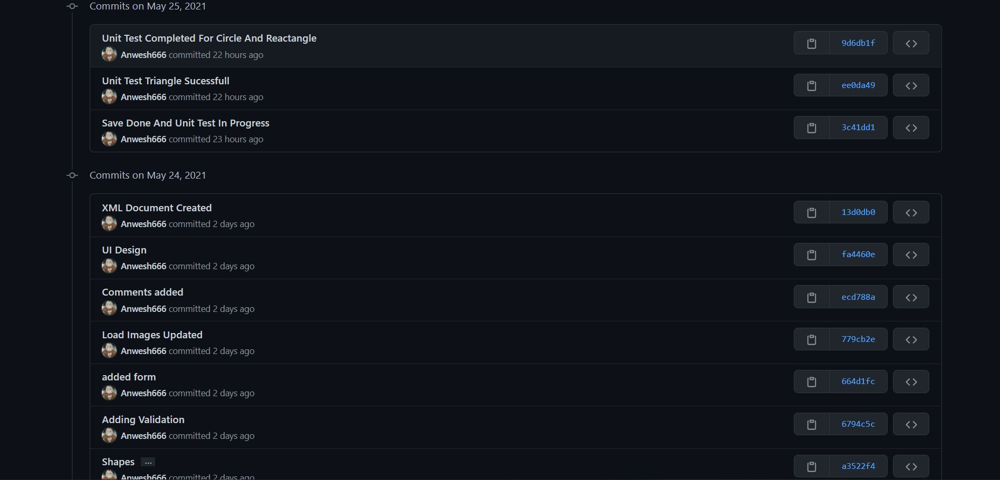 Commits on May 25, 2021
Unit Test Completed For Circle And Reactangle
9d6db1f
Anwesh666 committed 22 hours ago
Unit Test Triangle Sucessfull
ee0da49
Anwesh666 committed 22 hours ago
Save Done And Unit Test In Progress
3c41dd1
Anwesh666 committed 23 hours ago
Commits on May 24, 2021
XML Document Created
13d0db0
Anwesh666 committed 2 days ago
UI Design
fa4460e
Anwesh666 committed 2 days ago
Comments added
ecd788a
Anwesh666 committed 2 days ago
Load Images Updated
779cb2e
Anwesh666 committed 2 days ago
added form
664d1fc
Anwesh666 committed 2 days ago
Adding Validation
6794c5c
Anwesh666 committed 2 days ago
Shapes ...
a3522f4
Anwesh666 committed 2 days ago